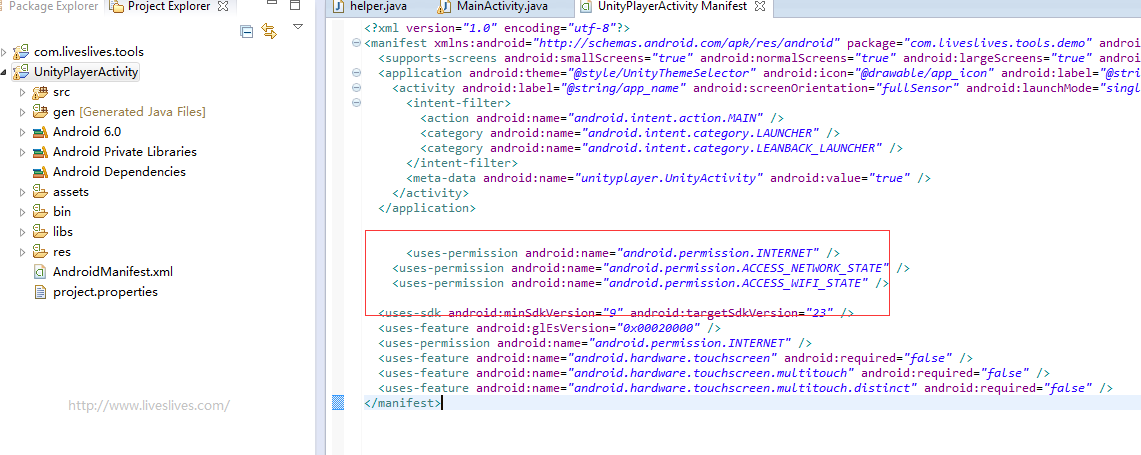 Package Explorer
Project Explorer
com.liveslives.tools
UnityPlayerActivity
src
gen [Generated Java Files]
Android 6.0
Android Private Libraries
Android Dependencies
assets
bin
libs
res
AndroidManifest.xml
project.properties
http://www.liveslives.com/
helper.java
MainActivity.java
UnityPlayerActivity Manifest
<?xml version="1.0" encoding="utf-8"?>
<manifest xmlns:android="http://schemas.android.com/apk/res/android" package="com.liveslives.tools.demo" androi
<supports-screens android:smallScreens="true" android:normalScreens="true" android:largeScreens="true" android
<application android:theme="@style/UnityThemeSelector" android:icon="@drawable/app_icon" android:label="@stri
<activity android:label="@string/app_name" android:screenOrientation="fullSensor" android:launchMode="singl
<intent-filter>
<action android:name="android.intent.action.MAIN" />
<category android:name="android.intent.category.LAUNCHER" />
<category android:name="android.intent.category.LEANBACK_LAUNCHER" />
</intent-filter>
<meta-data android:name="unityplayer.UnityActivity" android:value="true" />
</activity>
</application>
<uses-permission android:name="android.permission.INTERNET" />
<uses-permission android:name="android.permission.ACCESS_NETWORK_STATE" />
<uses-permission android:name="android.permission.ACCESS_WIFI_STATE" />
<uses-sdk android:minSdkVersion="9" android:targetSdkVersion="23" />
<uses-feature android:glEsVersion="0x00020000" />
<uses-permission android:name="android.permission.INTERNET" />
<uses-feature android:name="android.hardware.touchscreen" android:required="false" />
<uses-feature android:name="android.hardware.touchscreen.multitouch" android:required="false" />
<uses-feature android:name="android.hardware.touchscreen.multitouch.distinct" android:required="false" />
</manifest>